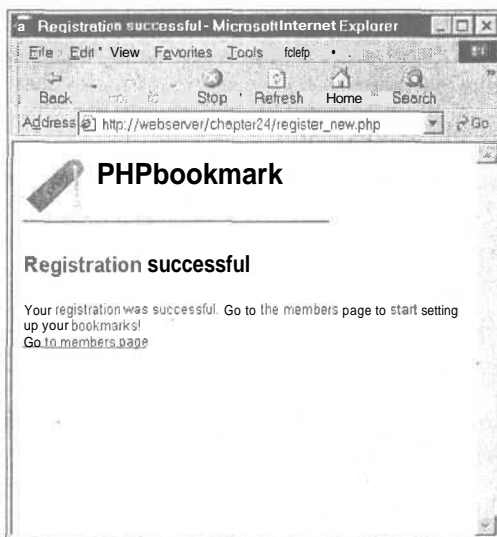 Registration successful - Microsoft Internet Explorer
File Edit View Favorites Tools fclefp
Back Stop Refresh Home Search
Address http://webserver/chapter24/register_new.php Go
PHPbookmark
Registration successful
Your registration was successful. Go to the members page to start setting
up your bookmarks!
Go to members page